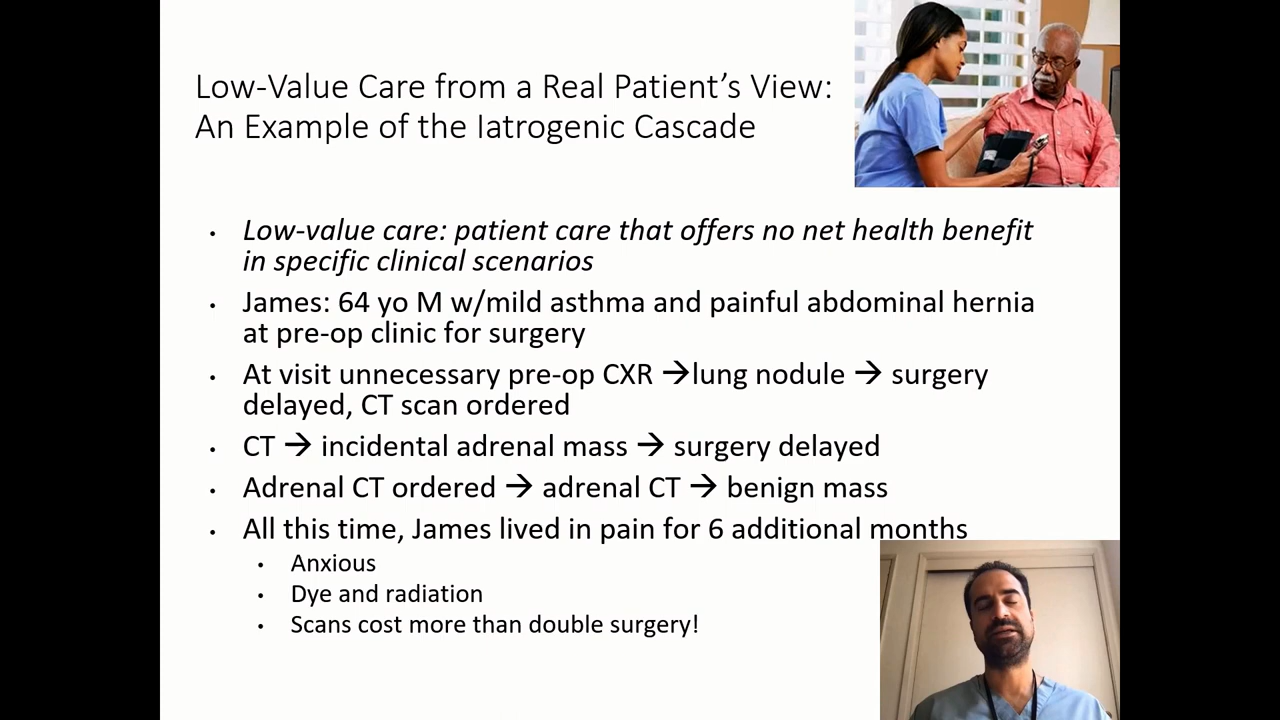 Low-Value Care from a Real Patient's View:
An Example of the Iatrogenic Cascade
• Low-value care: patient care that offers no net health benefit
in specific clinical scenarios
• James: 64 yo M w/mild asthma and painful abdominal hernia
at pre-op clinic for surgery
• At visit unnecessary pre-op CXR →lung nodule → surgery
delayed, CT scan ordered
• CT → incidental adrenal mass → surgery delayed
• Adrenal CT ordered → adrenal CT → benign mass
• All this time, James lived in pain for 6 additional months
• Anxious
• Dye and radiation
• Scans cost more than double surgery!